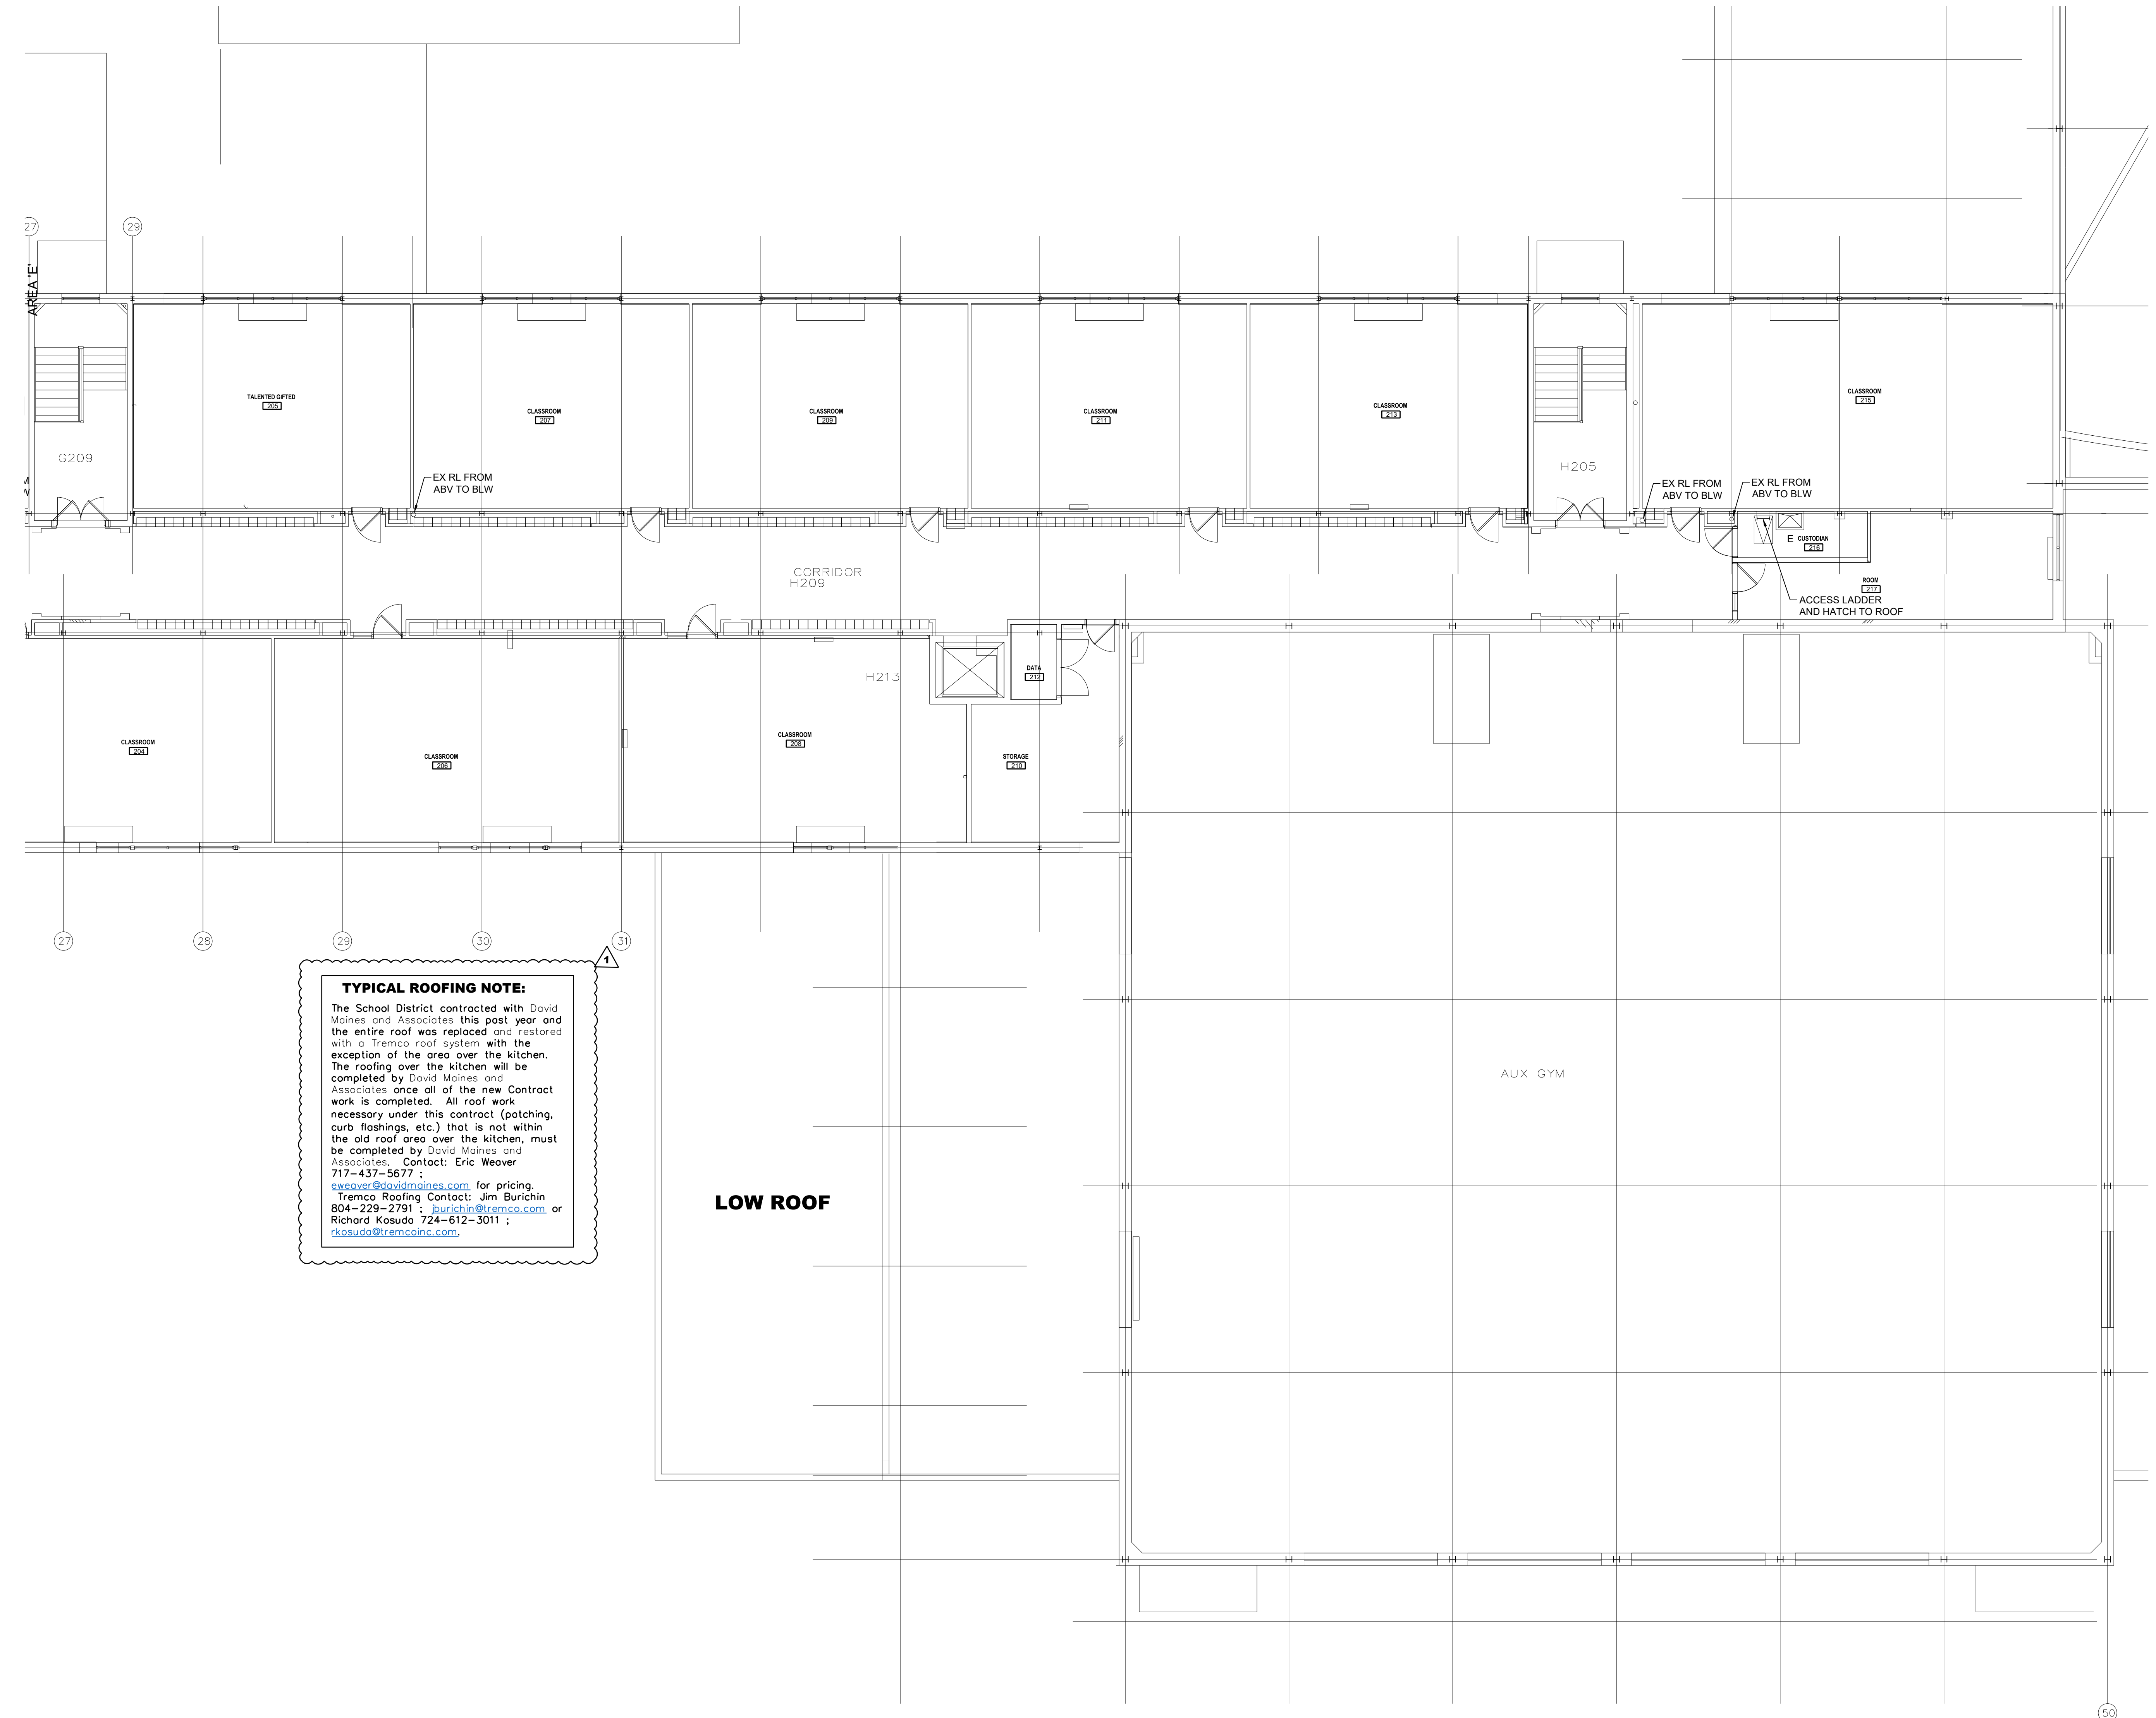 27
29
AREA 'E'
TALENTED GIFTED
205
CLASSROOM
207
CLASSROOM
209
CLASSROOM
211
CLASSROOM
213
CLASSROOM
215
G209
H205
EX RL FROM
ABV TO BLW
EX RL FROM
ABV TO BLW
EX RL FROM
ABV TO BLW
E
CUSTODIAN
216
CORRIDOR
H209
ROOM
217
ACCESS LADDER
AND HATCH TO ROOF
H213
DATA
212
CLASSROOM
204
CLASSROOM
206
CLASSROOM
208
STORAGE
210
27
28
29
30
31
1
TYPICAL ROOFING NOTE:
The School District contracted with David
Maines and Associates this past year and
the entire roof was replaced and restored
with a Tremco roof system with the
exception of the area over the kitchen.
The roofing over the kitchen will be
completed by David Maines and
Associates once all of the new Contract
work is completed. All roof work
necessary under this contract (patching,
curb flashings, etc.) that is not within
the old roof area over the kitchen, must
be completed by David Maines and
Associates. Contact: Eric Weaver
717-437-5677 ;
eweaver@davidmaines.com for pricing.
Tremco Roofing Contact: Jim Burichin
804-229-2791 ; jburichin@tremco.com or
Richard Kosuda 724-612-3011 ;
rkosuda@tremcoinc.com.
AUX GYM
LOW ROOF
50